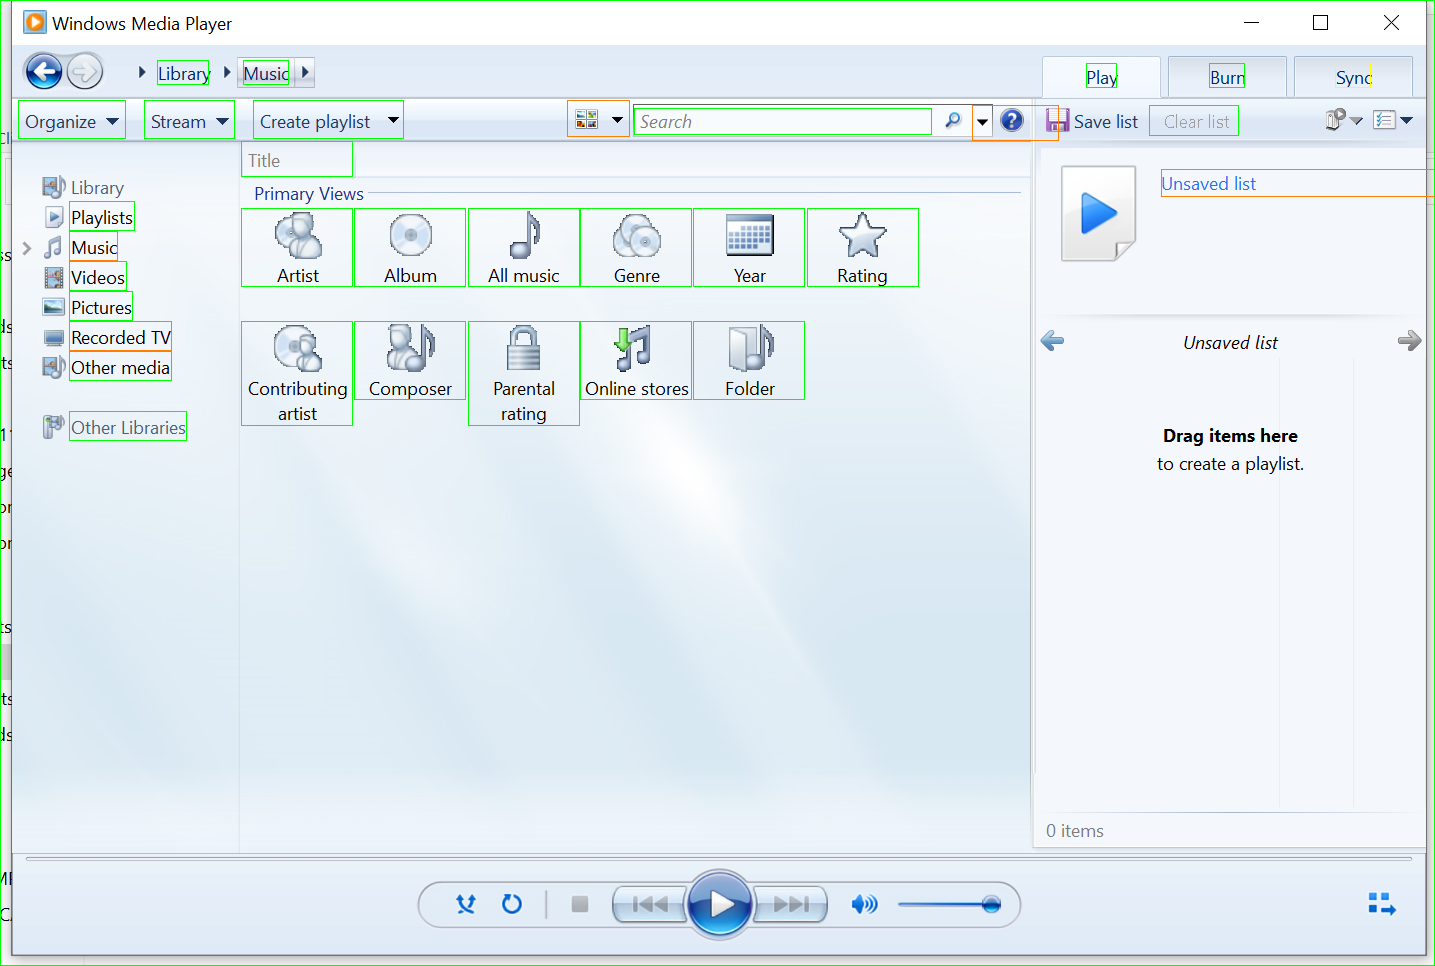 Windows Media Player
Library Music
Play Burn Sync
Organize Stream Create playlist Search Save list Clear list
Title
Library
Playlists
Music
Videos
Pictures
Recorded TV
Other media
Other Libraries
Primary Views
Artist Album All music Genre Year Rating
Contributing artist Composer Parental rating Online stores Folder
Unsaved list
Unsaved list
Drag items here
to create a playlist.
0 items